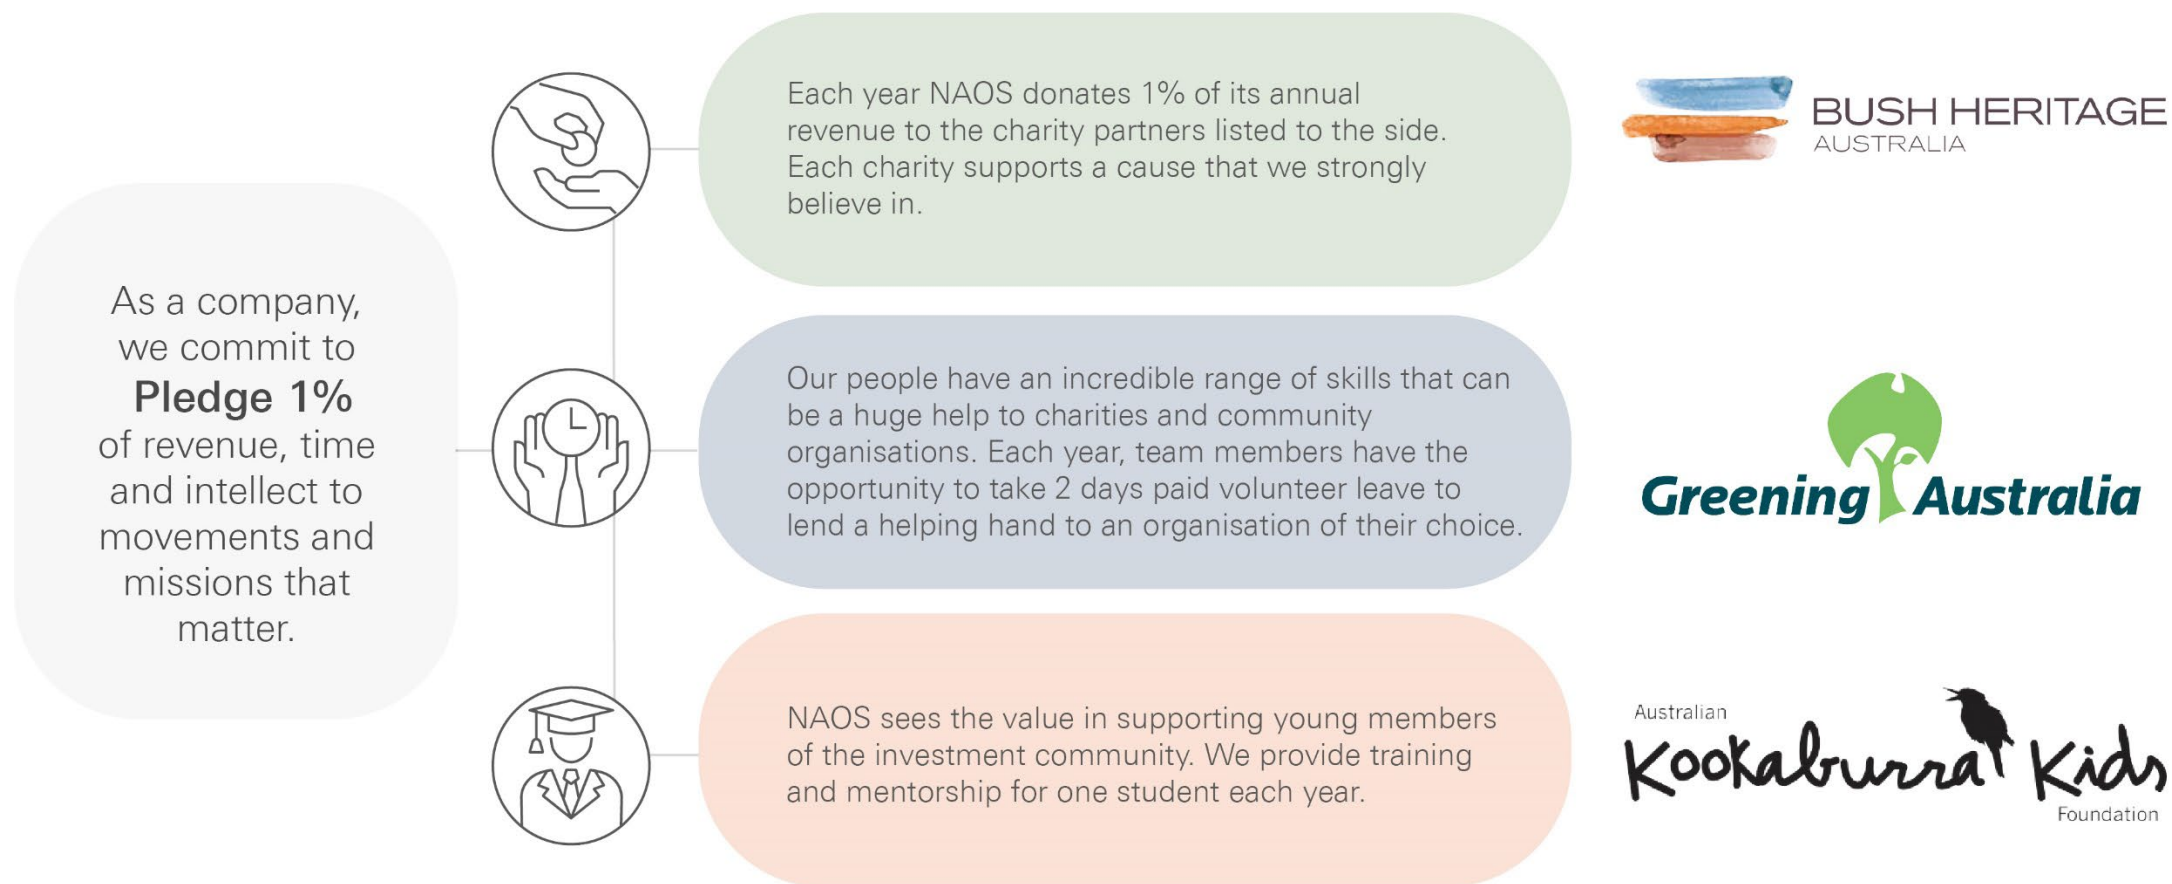 As a company,
we commit to
Pledge 1%
of revenue, time
and intellect to
movements and
missions that
matter.
Each year NAOS donates 1% of its annual
revenue to the charity partners listed to the side.
Each charity supports a cause that we strongly
believe in.
Our people have an incredible range of skills that can
be a huge help to charities and community
organisations. Each year, team members have the
opportunity to take 2 days paid volunteer leave to
lend a helping hand to an organisation of their choice.
NAOS sees the value in supporting young members
of the investment community. We provide training
and mentorship for one student each year.
BUSH HERITAGE
AUSTRALIA
Greening Australia
Australian
Kookaburra Kids
Foundation